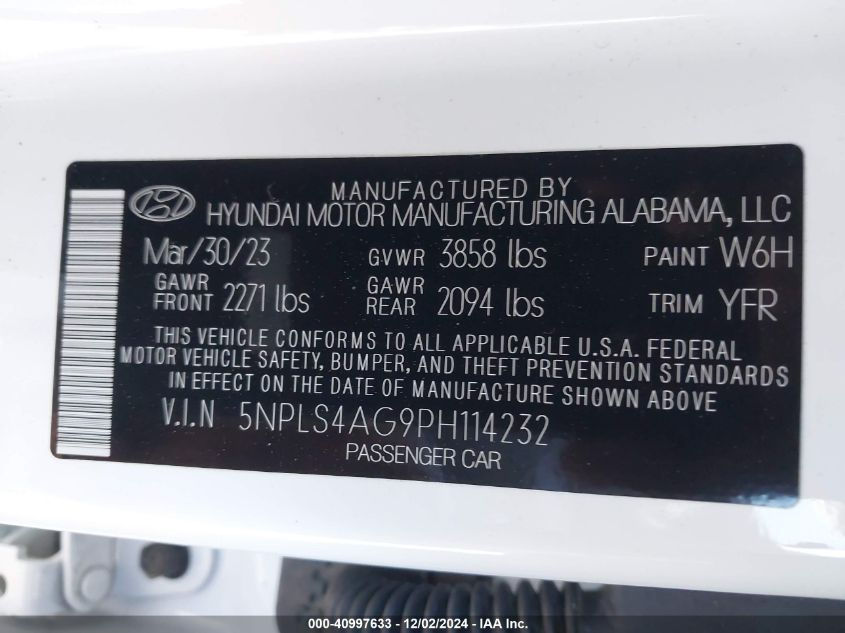 MANUFACTURED BY
HYUNDAI MOTOR MANUFACTURING ALABAMA, LLC
Mar/30/23 GVWR 3858 lbs PAINT W6H
GAWR FRONT 2271 lbs GAWR REAR 2094 lbs TRIM YFR
THIS VEHICLE CONFORMS TO ALL APPLICABLE U.S.A. FEDERAL
MOTOR VEHICLE SAFETY, BUMPER, AND THEFT PREVENTION STANDARDS
IN EFFECT ON THE DATE OF MANUFACTURE SHOWN ABOVE
V.I.N 5NPLS4AG9PH114232
PASSENGER CAR
000-40997633 - 12/02/2024 - 000-40997633